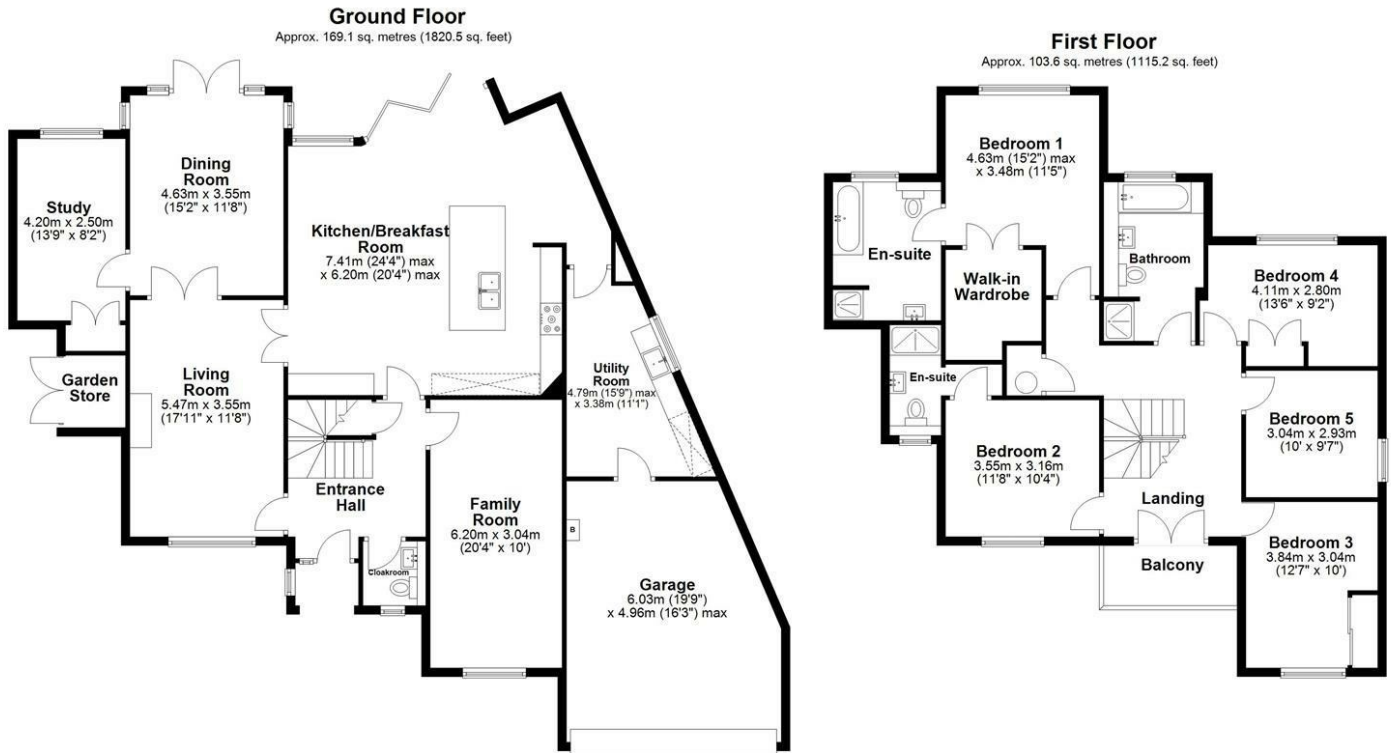 Ground Floor
Approx. 169.1 sq. metres (1820.5 sq. feet)
Dining
Room
4.63m x 3.55m
(15'2" x 11'8")
Study
4.20m x 2.50m
(13'9" x 8'2")
Kitchen/Breakfast
Room
7.41m (24'4") max
x 6.20m (20'4") max
Garden
Store
Living
Room
5.47m x 3.55m
(17'11" x 11'8")
Utility
Room
4.79m (15'9") max
x 3.38m (11'1")
Entrance
Hall
Family
Room
6.20m x 3.04m
(20'4" x 10')
B
Cloakroom
Garage
6.03m (19'9")
x 4.96m (16'3") max
First Floor
Approx. 103.6 sq. metres (1115.2 sq. feet)
Bedroom 1
4.63m (15'2") max
x 3.48m (11'5")
En-suite
Walk-in
Wardrobe
Bathroom
Bedroom 4
4.11m x 2.80m
(13'6" x 9'2")
En-suite
Bedroom 2
3.55m x 3.16m
(11'8" x 10'4")
Bedroom 5
3.04m x 2.93m
(10' x 9'7")
Landing
Balcony
Bedroom 3
3.84m x 3.04m
(12'7" x 10')